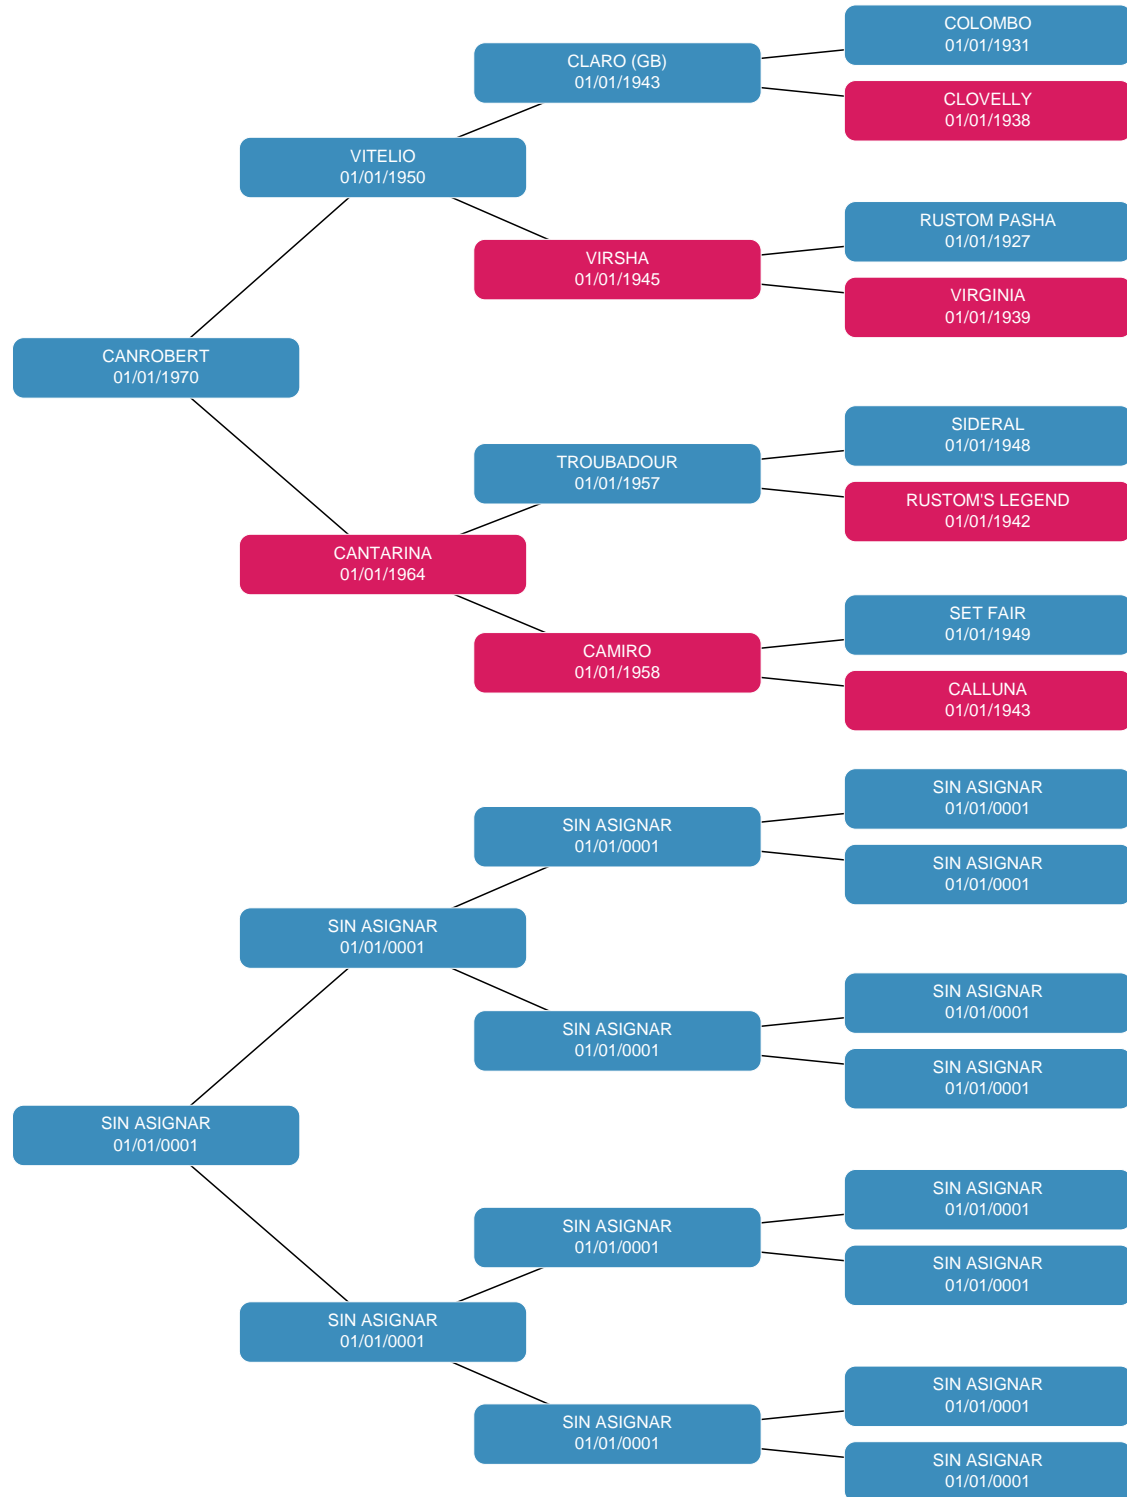 COLOMBO
01/01/1931
CLARO (GB)
01/01/1943
CLOVELLY
01/01/1938
VITELIO
01/01/1950
RUSTOM PASHA
01/01/1927
VIRSHA
01/01/1945
VIRGINIA
01/01/1939
CANROBERT
01/01/1970
SIDERAL
01/01/1948
TROUBADOUR
01/01/1957
RUSTOM'S LEGEND
01/01/1942
CANTARINA
01/01/1964
SET FAIR
01/01/1949
CAMIRO
01/01/1958
CALLUNA
01/01/1943
SIN ASIGNAR
01/01/0001
SIN ASIGNAR
01/01/0001
SIN ASIGNAR
01/01/0001
SIN ASIGNAR
01/01/0001
SIN ASIGNAR
01/01/0001
SIN ASIGNAR
01/01/0001
SIN ASIGNAR
01/01/0001
SIN ASIGNAR
01/01/0001
SIN ASIGNAR
01/01/0001
SIN ASIGNAR
01/01/0001
SIN ASIGNAR
01/01/0001
SIN ASIGNAR
01/01/0001
SIN ASIGNAR
01/01/0001
SIN ASIGNAR
01/01/0001
SIN ASIGNAR
01/01/0001